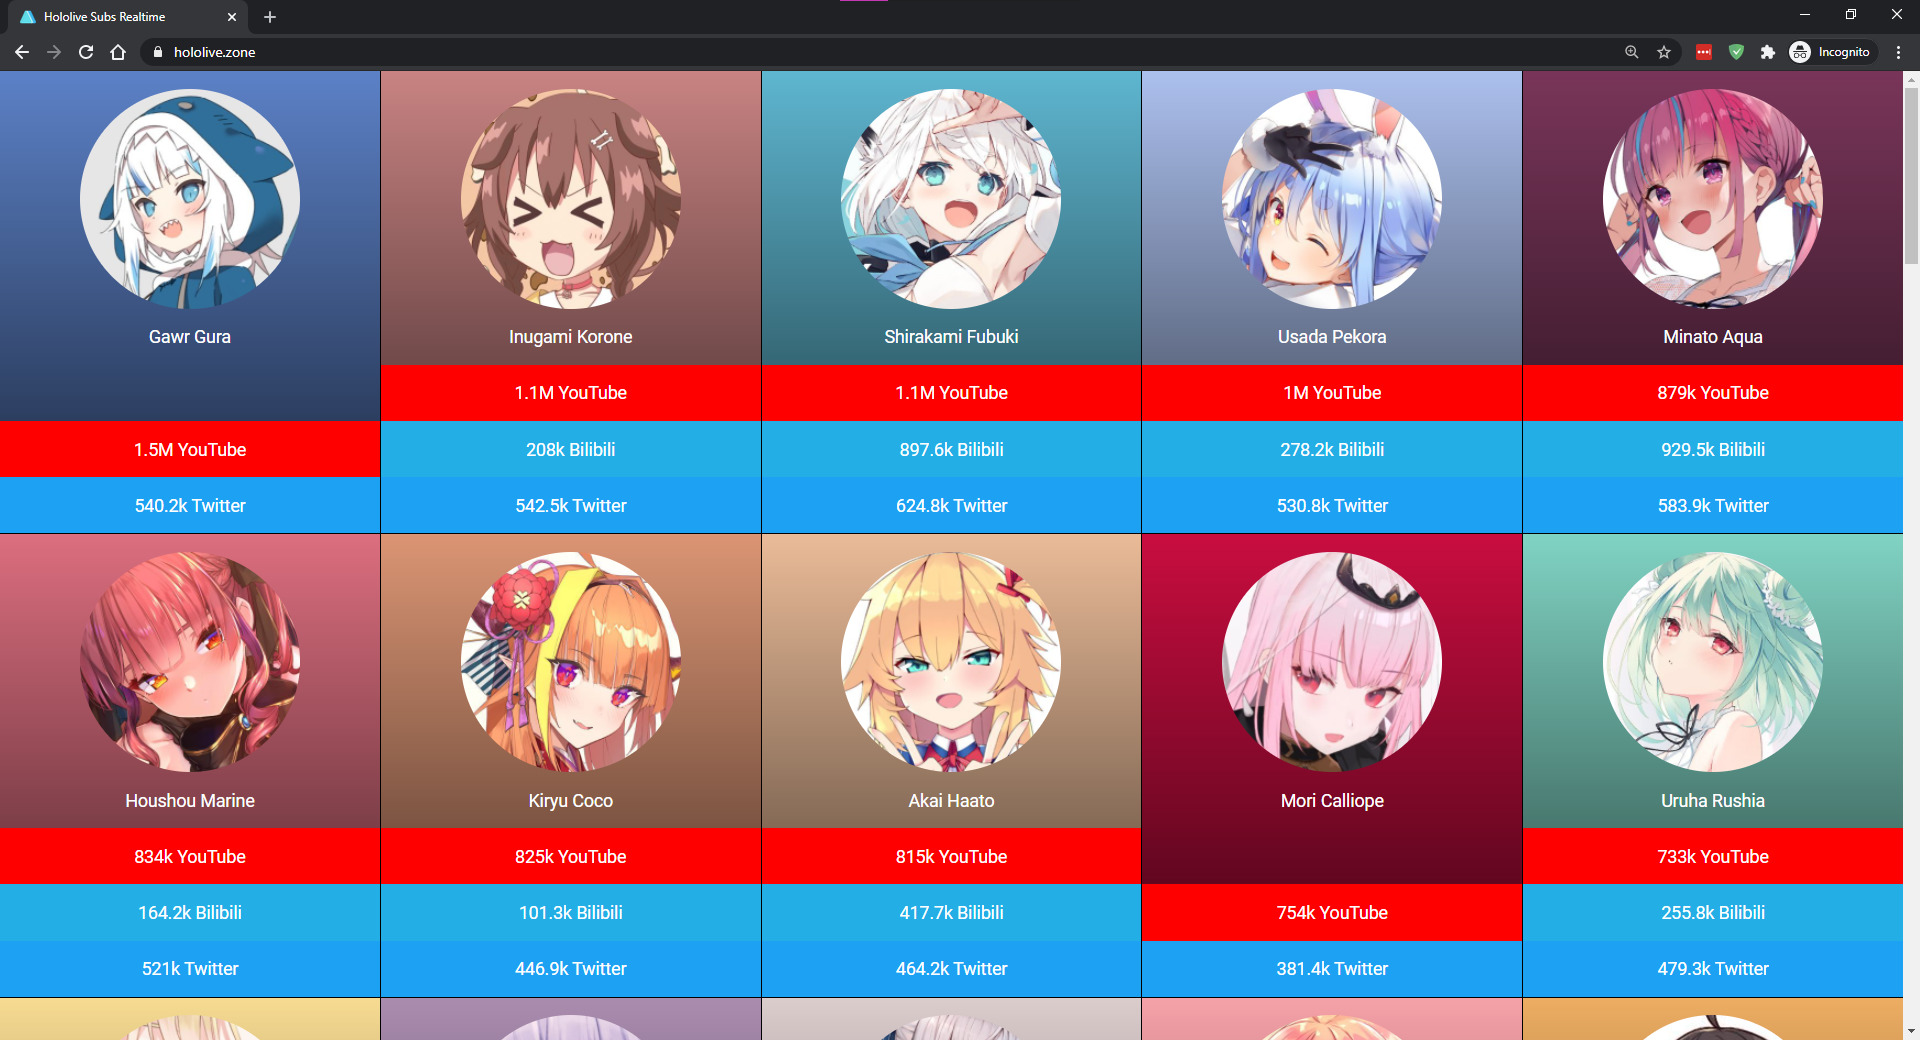 Hololive Subs Realtime
hololive.zone
Incognito
Gawr Gura
1.5M YouTube
540.2k Twitter
Inugami Korone
1.1M YouTube
208k Bilibili
542.5k Twitter
Shirakami Fubuki
1.1M YouTube
897.6k Bilibili
624.8k Twitter
Usada Pekora
1M YouTube
278.2k Bilibili
530.8k Twitter
Minato Aqua
879k YouTube
929.5k Bilibili
583.9k Twitter
Houshou Marine
834k YouTube
164.2k Bilibili
521k Twitter
Kiryu Coco
825k YouTube
101.3k Bilibili
446.9k Twitter
Akai Haato
815k YouTube
417.7k Bilibili
464.2k Twitter
Mori Calliope
754k YouTube
381.4k Twitter
Uruha Rushia
733k YouTube
255.8k Bilibili
479.3k Twitter